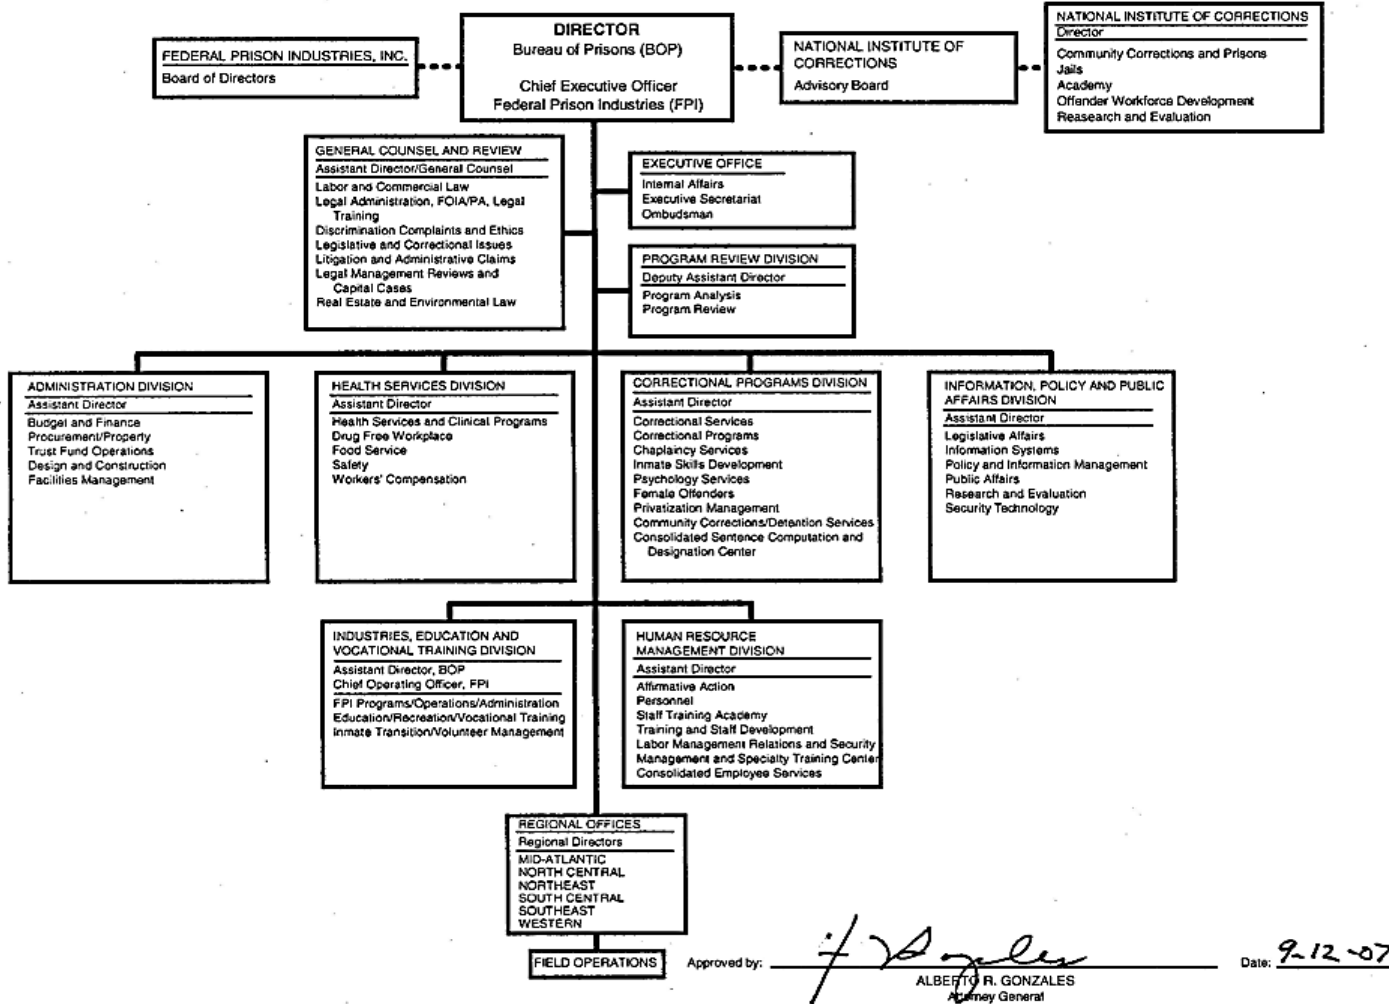 FEDERAL PRISON INDUSTRIES, INC.
Board of Directors
DIRECTOR
Bureau of Prisons (BOP)
Chief Executive Officer
Federal Prison Industries (FPI)
NATIONAL INSTITUTE OF
CORRECTIONS
Advisory Board
NATIONAL INSTITUTE OF CORRECTIONS
Director
Community Corrections and Prisons
Jails
Academy
Offender Workforce Development
Reasearch and Evaluation
GENERAL COUNSEL AND REVIEW
Assistant Director/General Counsel
Labor and Commercial Law
Legal Administration, FOIA/PA, Legal
Training
Discrimination Complaints and Ethics
Legislative and Correctional Issues
Litigation and Administrative Claims
Legal Management Reviews and
Capital Cases
Real Estate and Environmental Law
EXECUTIVE OFFICE
Internal Affairs
Executive Secretariat
Ombudsman
PROGRAM REVIEW DIVISION
Deputy Assistant Director
Program Analysis
Program Review
ADMINISTRATION DIVISION
Assistant Director
Budget and Finance
Procurement/Property
Trust Fund Operations
Design and Construction
Facilities Management
HEALTH SERVICES DIVISION
Assistant Director
Health Services and Clinical Programs
Drug Free Workplace
Food Service
Safety
Workers' Compensation
CORRECTIONAL PROGRAMS DIVISION
Assistant Director
Correctional Services
Correctional Programs
Chaplaincy Services
Inmate Skills Development
Psychology Services
Female Offenders
Privatization Management
Community Corrections/Detention Services
Consolidated Sentence Computation and
Designation Center
INFORMATION, POLICY AND PUBLIC
AFFAIRS DIVISION
Assistant Director
Legislative Affairs
Information Systems
Policy and Information Management
Public Affairs
Research and Evaluation
Security Technology
INDUSTRIES, EDUCATION AND
VOCATIONAL TRAINING DIVISION
Assistant Director, BOP
Chief Operating Officer, FPI
FPI Programs/Operations/Administration
Education/Recreation/Vocational Training
Inmate Transition/Volunteer Management
HUMAN RESOURCE
MANAGEMENT DIVISION
Assistant Director
Affirmative Action
Personnel
Staff Training Academy
Training and Staff Development
Labor Management Relations and Security
Management and Specialty Training Center
Consolidated Employee Services
REGIONAL OFFICES
Regional Directors
MID-ATLANTIC
NORTH CENTRAL
NORTHEAST
SOUTH CENTRAL
SOUTHEAST
WESTERN
FIELD OPERATIONS
Approved by:
ALBERTO R. GONZALES
Attorney General
Date: 9-12-07